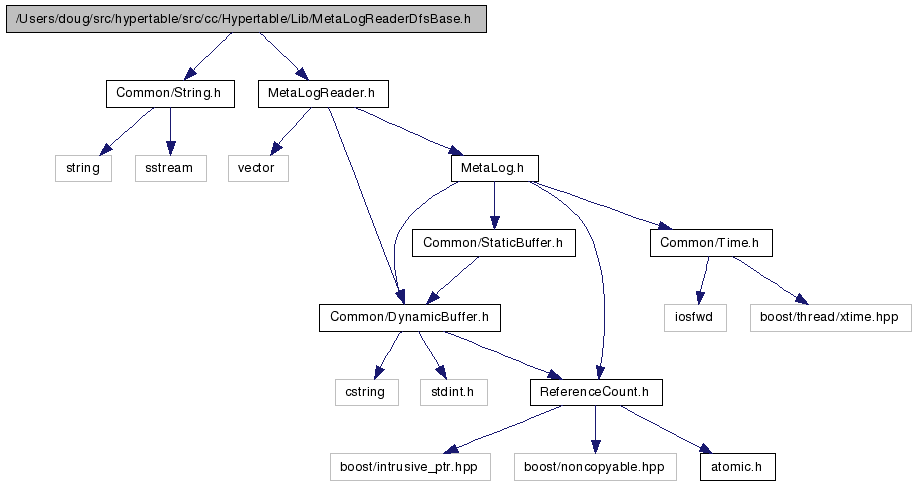 /Users/doug/src/hypertable/src/cc/Hypertable/Lib/MetaLogReaderDfsBase.h
Common/String.h
MetaLogReader.h
string
sstream
vector
MetaLog.h
Common/StaticBuffer.h
Common/Time.h
Common/DynamicBuffer.h
iosfwd
boost/thread/xtime.hpp
cstring
stdint.h
ReferenceCount.h
boost/intrusive_ptr.hpp
boost/noncopyable.hpp
atomic.h